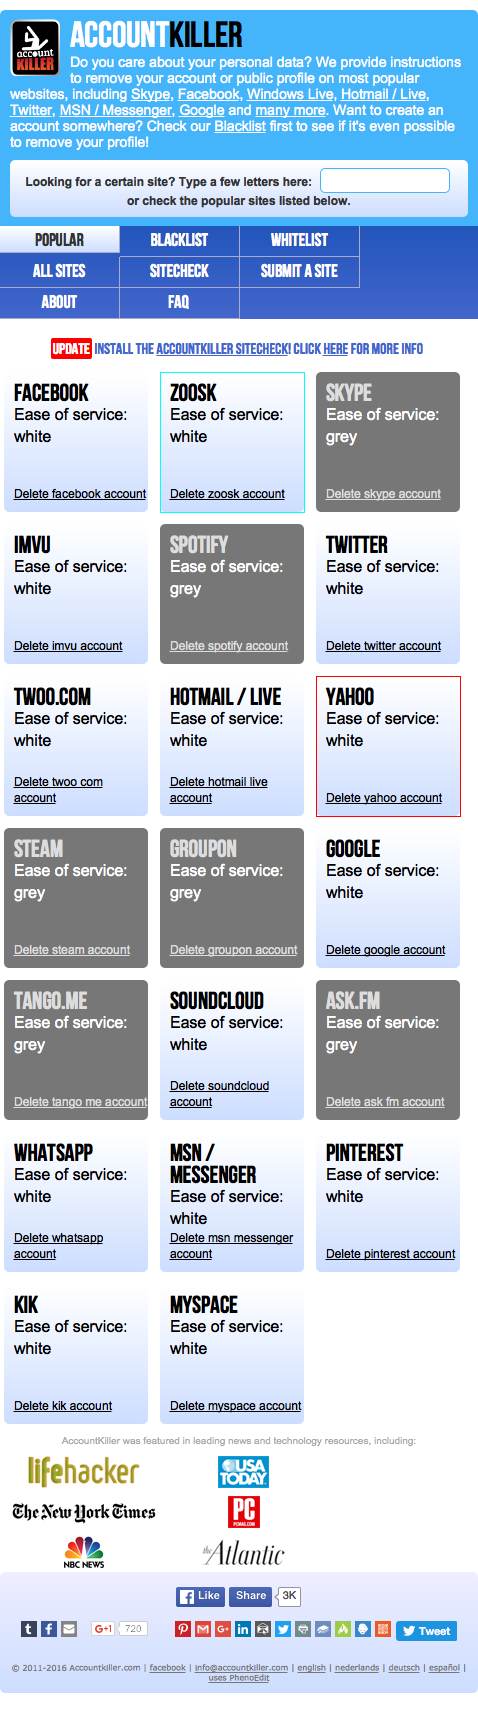 account
KILLER
ACCOUNTKILLER
Do you care about your personal data? We provide instructions
to remove your account or public profile on most popular
websites, including Skype, Facebook, Windows Live, Hotmail / Live,
Twitter, MSN / Messenger, Google and many more. Want to create an
account somewhere? Check our Blacklist first to see if it's even possible
to remove your profile!
Looking for a certain site? Type a few letters here:
or check the popular sites listed below.
POPULAR BLACKLIST WHITELIST
ALL SITES SITECHECK SUBMIT A SITE
ABOUT FAQ
UPDATE INSTALL THE ACCOUNTKILLER SITECHECK! CLICK HERE FOR MORE INFO
FACEBOOK
Ease of service:
white
Delete facebook account
ZOOSK
Ease of service:
white
Delete zoosk account
SKYPE
Ease of service:
grey
Delete skype account
IMVU
Ease of service:
white
Delete imvu account
SPOTIFY
Ease of service:
grey
Delete spotify account
TWITTER
Ease of service:
white
Delete twitter account
TWOO.COM
Ease of service:
white
Delete twoo com
account
HOTMAIL / LIVE
Ease of service:
white
Delete hotmail live
account
YAHOO
Ease of service:
white
Delete yahoo account
STEAM
Ease of service:
grey
Delete steam account
GROUPON
Ease of service:
grey
Delete groupon account
GOOGLE
Ease of service:
white
Delete google account
TANGO.ME
Ease of service:
grey
Delete tango me account
SOUNDCLOUD
Ease of service:
white
Delete soundcloud
account
ASK.FM
Ease of service:
grey
Delete ask fm account
WHATSAPP
Ease of service:
white
Delete whatsapp
account
MSN /
MESSENGER
Ease of service:
white
Delete msn messenger
account
PINTEREST
Ease of service:
white
Delete pinterest account
KIK
Ease of service:
white
Delete kik account
MYSPACE
Ease of service:
white
Delete myspace account
AccountKiller was featured in leading news and technology resources, including:
lifehacker
USA
TODAY
The New York Times
PC
PCMAG.COM
NBC NEWS
the Atlantic
Like Share 3K
G+1 720 Tweet
© 2011-2016 Accountkiller.com | facebook | info@accountkiller.com | english | nederlands | deutsch | español |
uses PhenoEdit